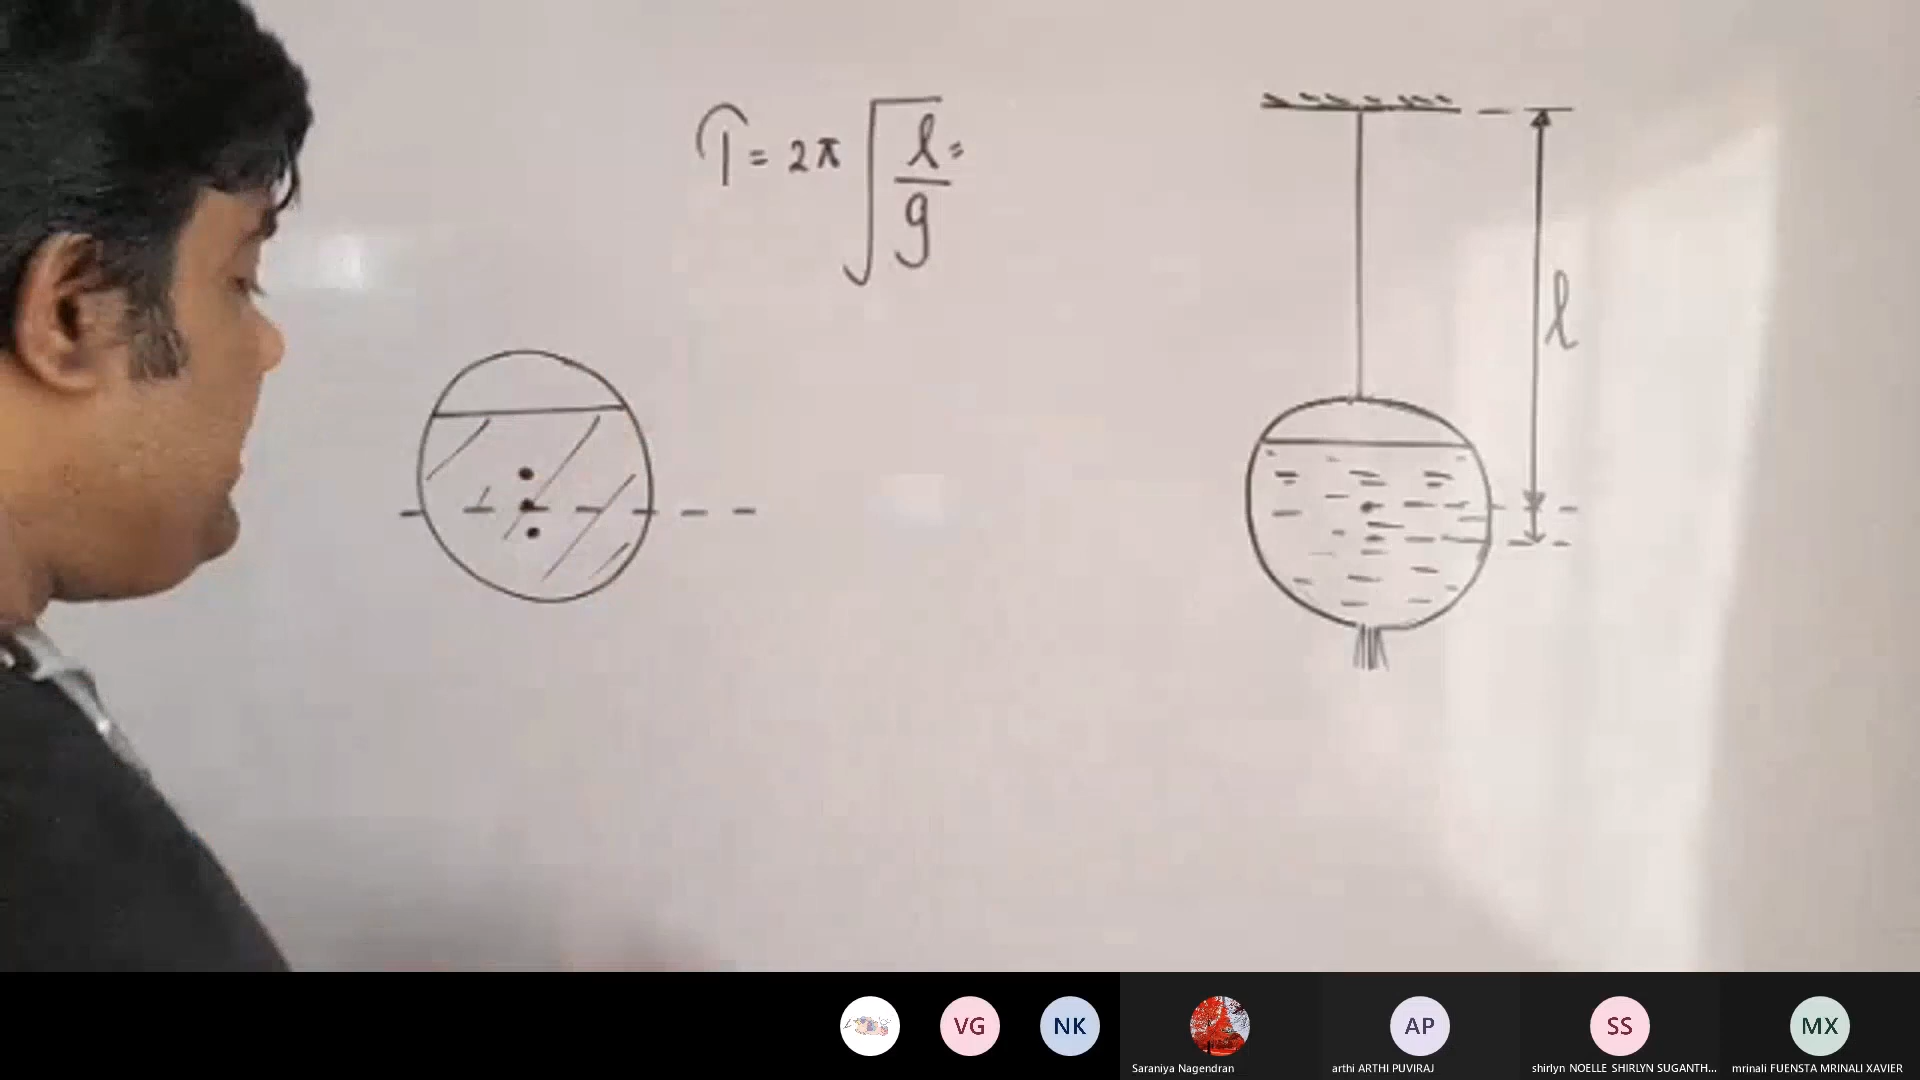 T = 2π √ l =
g
l
VG
NK
AP
SS
MX
Saraniya Nagendran
arthi ARTHI PUVIRAJ
shirlyn NOELLE SHIRLYN SUGANTH...
mrinali FUENSTA MRINALI XAVIER